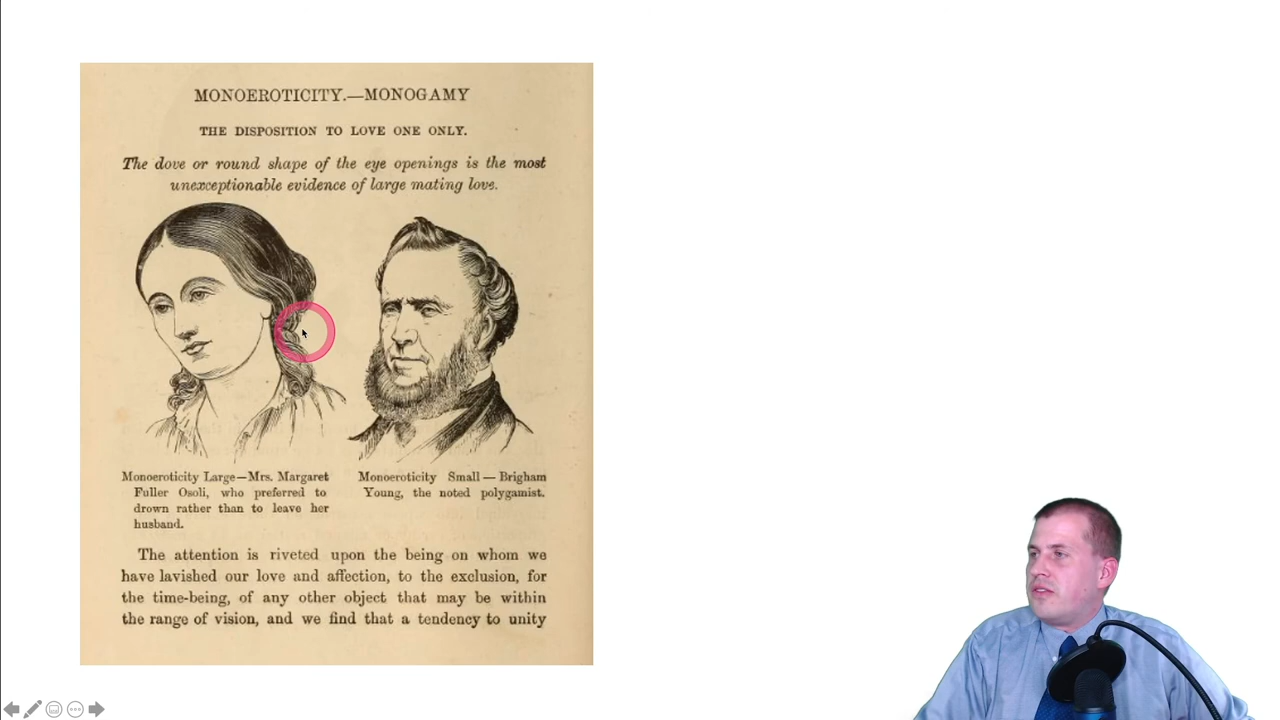 MONOEROTICITY.—MONOGAMY
THE DISPOSITION TO LOVE ONE ONLY.
The dove or round shape of the eye openings is the most
unexceptionable evidence of large mating love.
Monoeroticity Large—Mrs. Margaret
Fuller Osoli, who preferred to
drown rather than to leave her
husband.
Monoeroticity Small — Brigham
Young, the noted polygamist.
The attention is riveted upon the being on whom we
have lavished our love and affection, to the exclusion, for
the time-being, of any other object that may be within
the range of vision, and we find that a tendency to unity